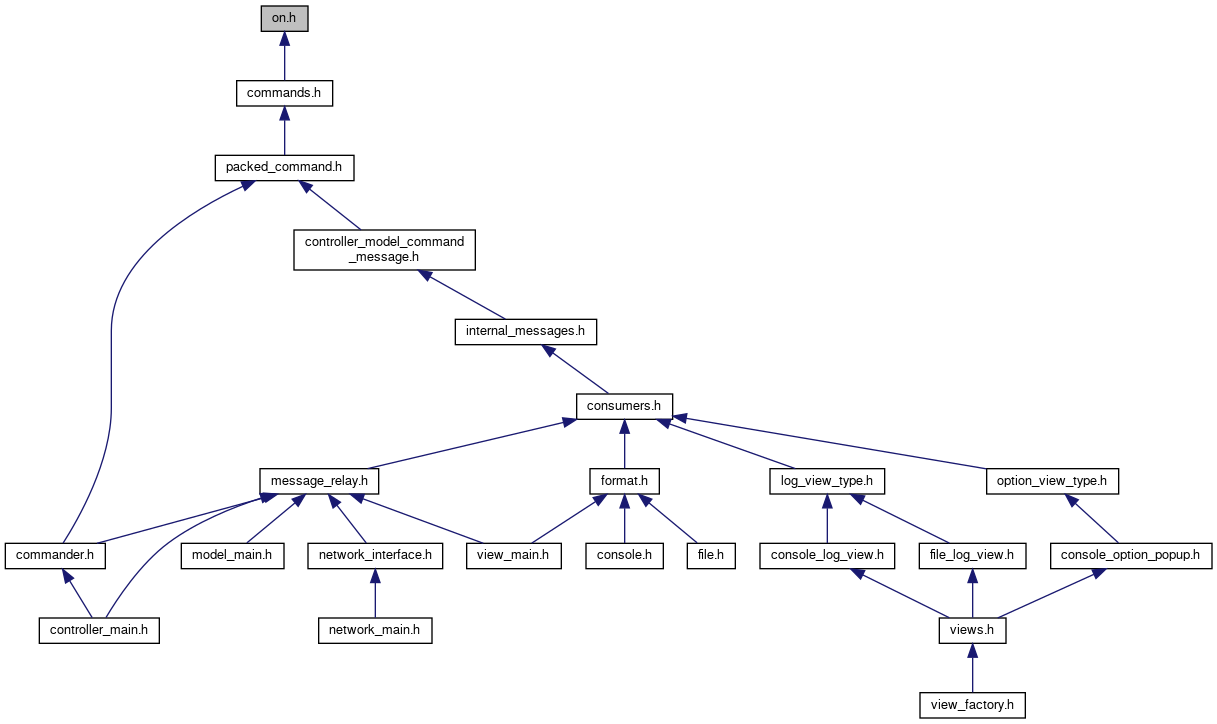 on.h
commands.h
packed_command.h
controller_model_command
_message.h
internal_messages.h
consumers.h
message_relay.h
format.h
log_view_type.h
option_view_type.h
commander.h
model_main.h
network_interface.h
view_main.h
console.h
file.h
console_log_view.h
file_log_view.h
console_option_popup.h
controller_main.h
network_main.h
views.h
view_factory.h